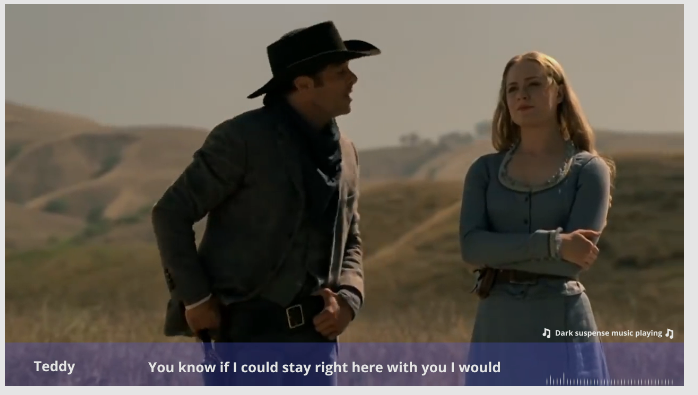 ♫ Dark suspense music playing ♫
Teddy
You know if I could stay right here with you I would